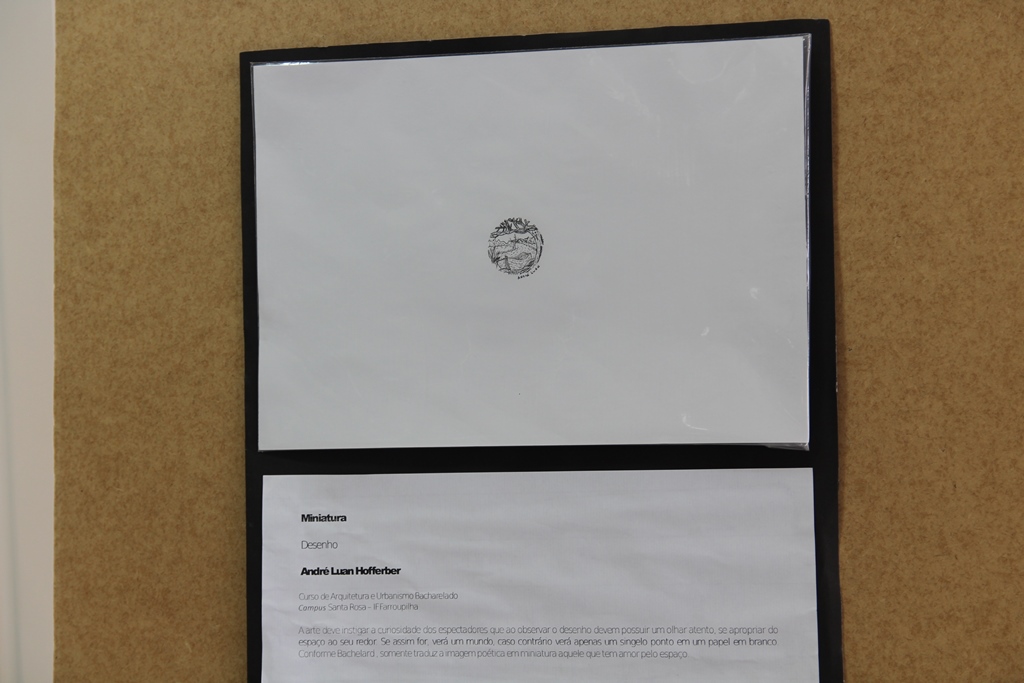 Miniatura
Desenho
André Luan Hofferber
Curso de Arquitetura e Urbanismo Bacharelado
Campus Santa Rosa – IFFarroupilha
A arte deve instigar a curiosidade dos espectadores que ao observar o desenho devem possuir um olhar atento, se apropriar do
espaço ao seu redor. Se assim for, verá um mundo, caso contrário verá apenas um singelo ponto em um papel em branco.
Conforme Bachelard, somente traduz a imagem poética em miniatura aquele que tem amor pelo espaço.